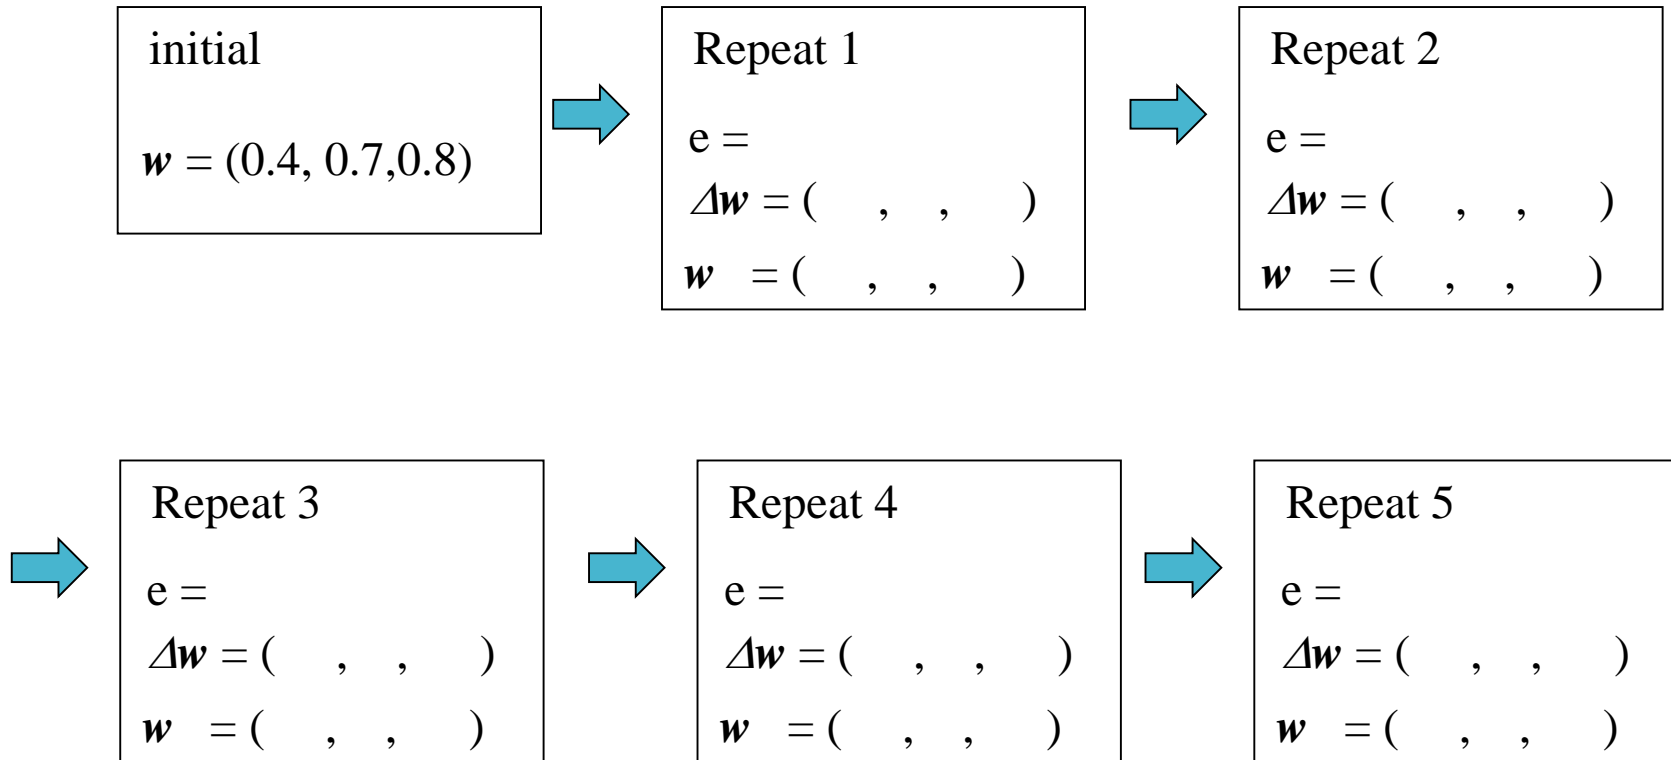 initial
w = (0.4, 0.7,0.8)
Repeat 1
e =
Δw = ( , , )
w = ( , , )
Repeat 2
e =
Δw = ( , , )
w = ( , , )
Repeat 3
e =
Δw = ( , , )
w = ( , , )
Repeat 4
e =
Δw = ( , , )
w = ( , , )
Repeat 5
e =
Δw = ( , , )
w = ( , , )